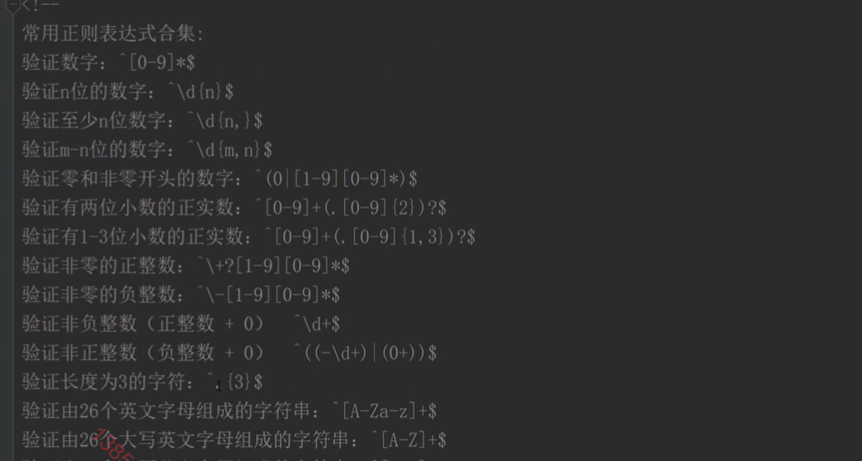 <!--
常用正则表达式合集:
验证数字：^[0-9]*$
验证n位的数字：^\d{n}$
验证至少n位数字：^\d{n,}$
验证m-n位的数字：^\d{m,n}$
验证零和非零开头的数字：^(0|[1-9][0-9]*)$
验证有两位小数的正实数：^[0-9]+(.[0-9]{2})?$
验证有1-3位小数的正实数：^[0-9]+(.[0-9]{1,3})?$
验证非零的正整数：^\+?[1-9][0-9]*$
验证非零的负整数：^\-[1-9][0-9]*$
验证非负整数（正整数 + 0） ^\d+$
验证非正整数（负整数 + 0） ^((-\d+)|(0+))$
验证长度为3的字符：^.{3}$
验证由26个英文字母组成的字符串：^[A-Za-z]+$
验证由26个大写英文字母组成的字符串：^[A-Z]+$
1385